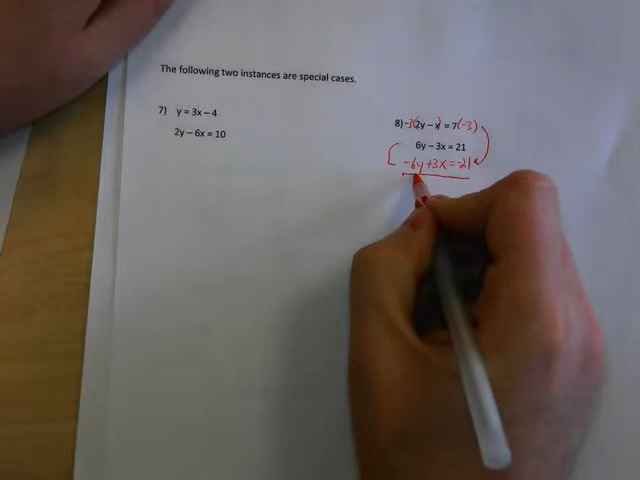 The following two instances are special cases.
7) y = 3x – 4
2y – 6x = 10
8) -3(2y – x) = 7(-3)
6y – 3x = 21
-6y + 3x = -21